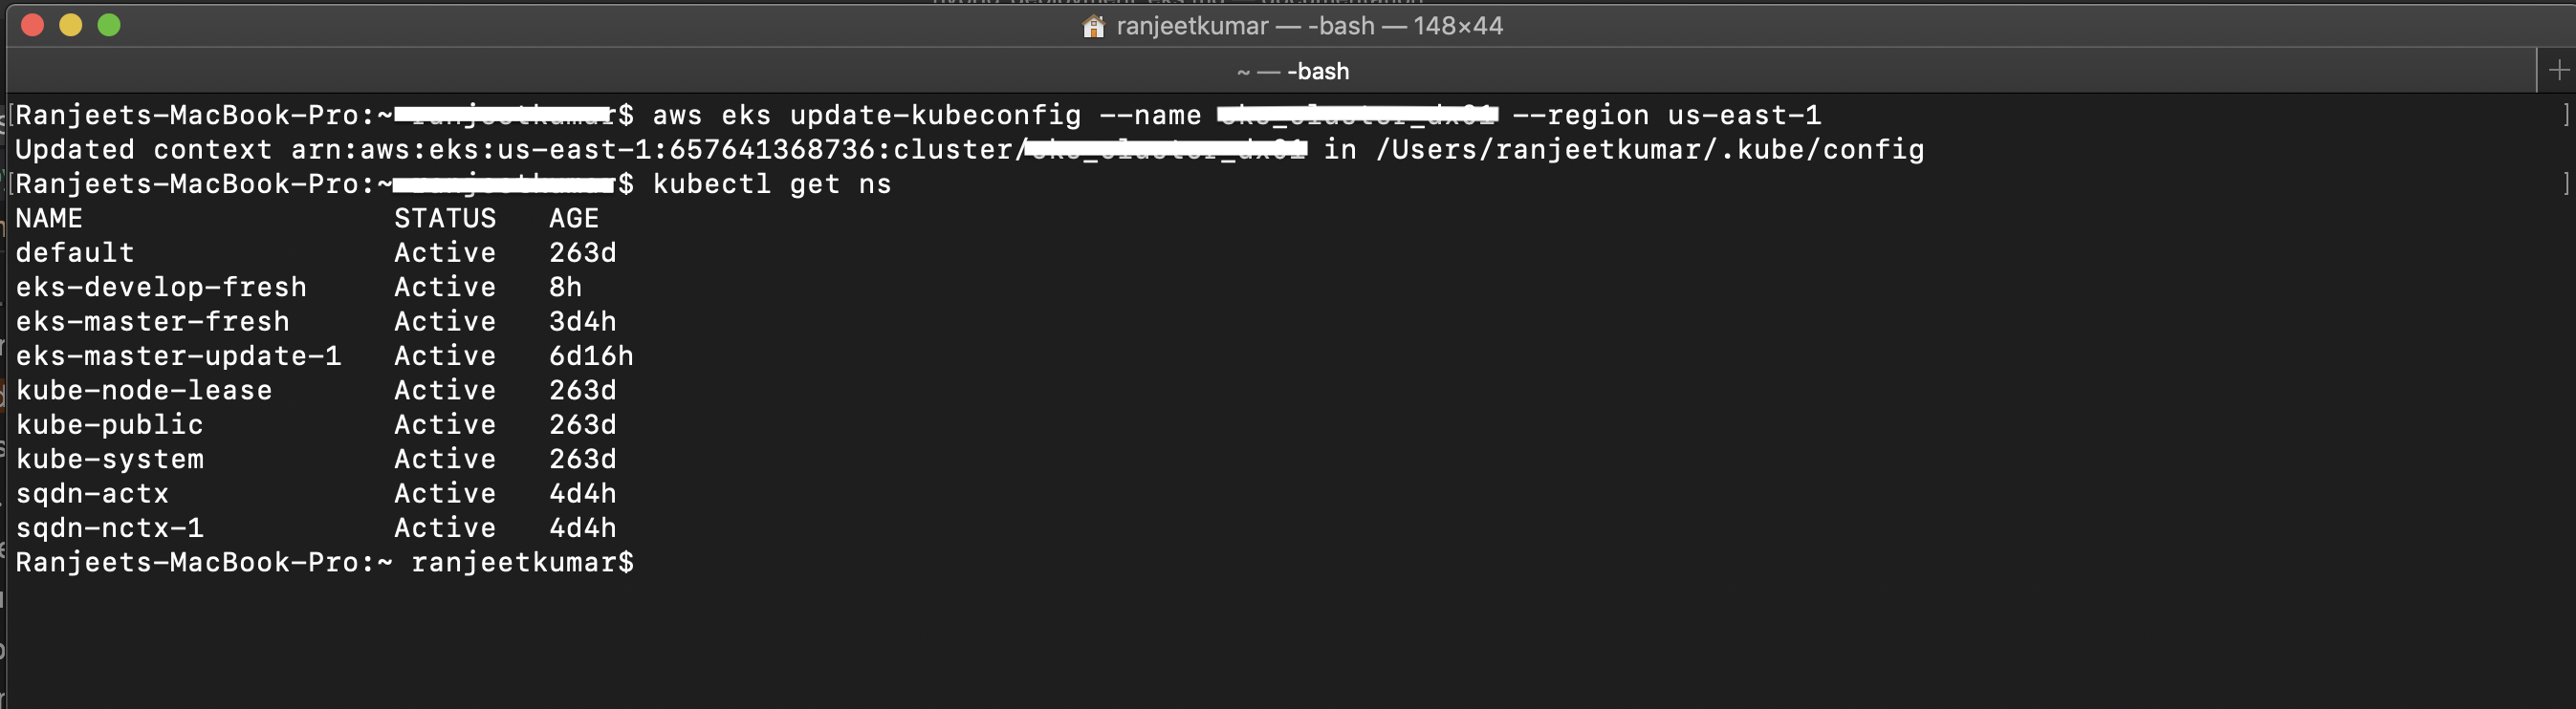 ranjeetkumar — -bash — 148×44
~ — -bash
Ranjeets-MacBook-Pro:~ $ aws eks update-kubeconfig --name --region us-east-1
Updated context arn:aws:eks:us-east-1:657641368736:cluster/ in /Users/ranjeetkumar/.kube/config
Ranjeets-MacBook-Pro:~ $ kubectl get ns
NAME STATUS AGE
default Active 263d
eks-develop-fresh Active 8h
eks-master-fresh Active 3d4h
eks-master-update-1 Active 6d16h
kube-node-lease Active 263d
kube-public Active 263d
kube-system Active 263d
sqdn-actx Active 4d4h
sqdn-nctx-1 Active 4d4h
Ranjeets-MacBook-Pro:~ ranjeetkumar$